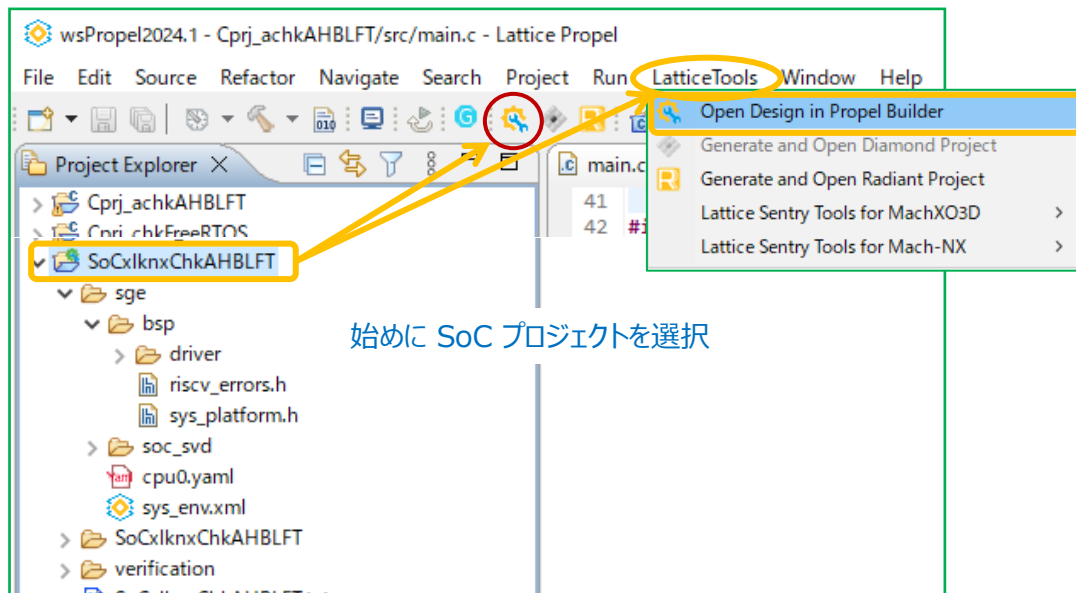 wsPropel2024.1 - Cprj_achkAHBLFT/src/main.c - Lattice Propel
File Edit Source Refactor Navigate Search Project Run LatticeTools Window Help
Open Design in Propel Builder
Generate and Open Diamond Project
Generate and Open Radiant Project
Lattice Sentry Tools for MachXO3D
Lattice Sentry Tools for Mach-NX
Project Explorer
main.c
41
42 #i
Cprj_achkAHBLFT
Cprj_chkFreeRTOS
SoCxlknxChkAHBLFT
sge
bsp
driver
riscv_errors.h
sys_platform.h
soc_svd
cpu0.yaml
sys_env.xml
SoCxlknxChkAHBLFT
verification
始めに SoC プロジェクトを選択